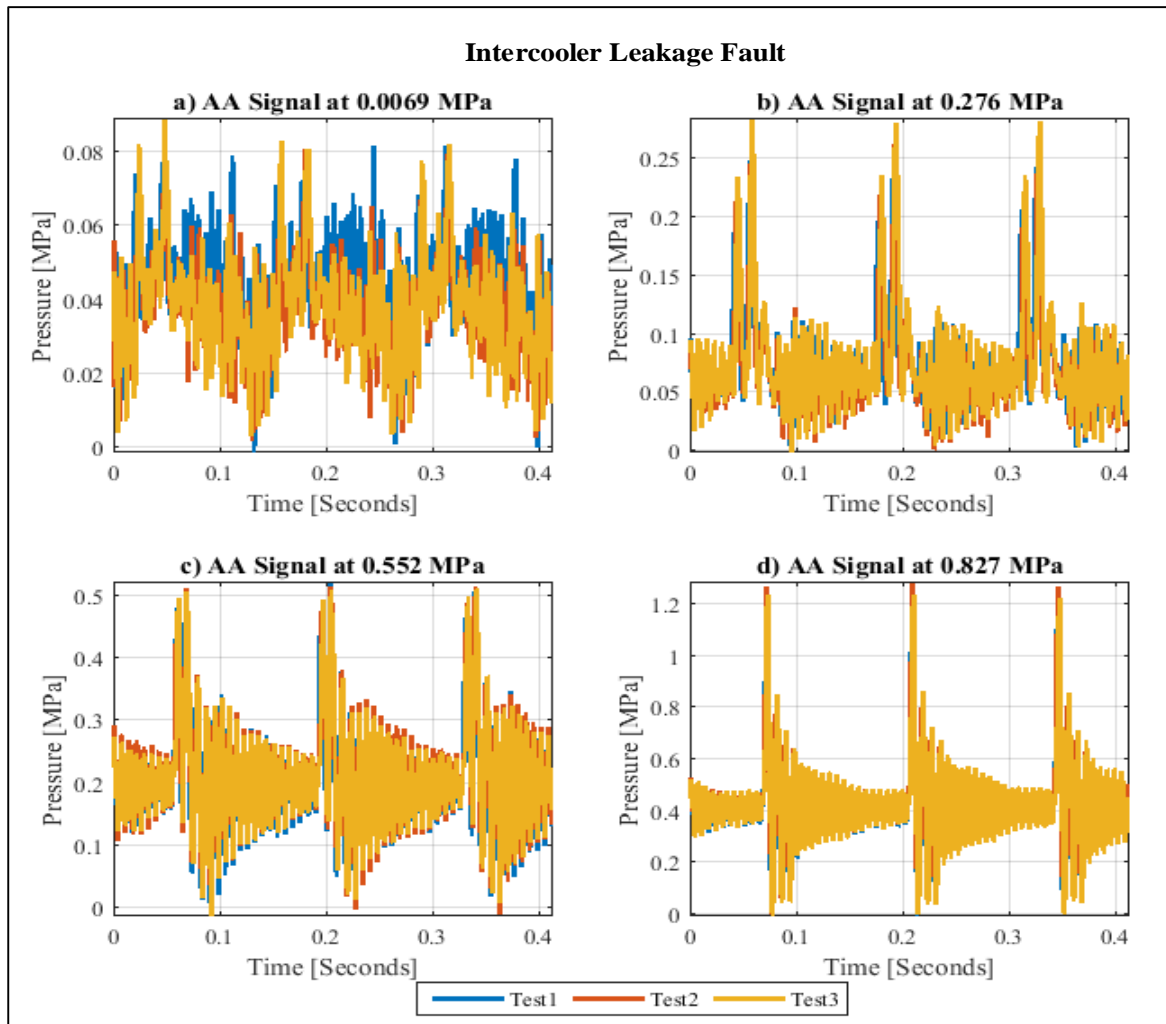 Intercooler Leakage Fault
a) AA Signal at 0.0069 MPa
Pressure [MPa]
0.08
0.06
0.04
0.02
0
0 0.1 0.2 0.3 0.4
Time [Seconds]
b) AA Signal at 0.276 MPa
Pressure [MPa]
0.25
0.2
0.15
0.1
0.05
0
0 0.1 0.2 0.3 0.4
Time [Seconds]
c) AA Signal at 0.552 MPa
Pressure [MPa]
0.5
0.4
0.3
0.2
0.1
0
0 0.1 0.2 0.3 0.4
Time [Seconds]
d) AA Signal at 0.827 MPa
Pressure [MPa]
1.2
1
0.8
0.6
0.4
0.2
0
0 0.1 0.2 0.3 0.4
Time [Seconds]
Test1 Test2 Test3